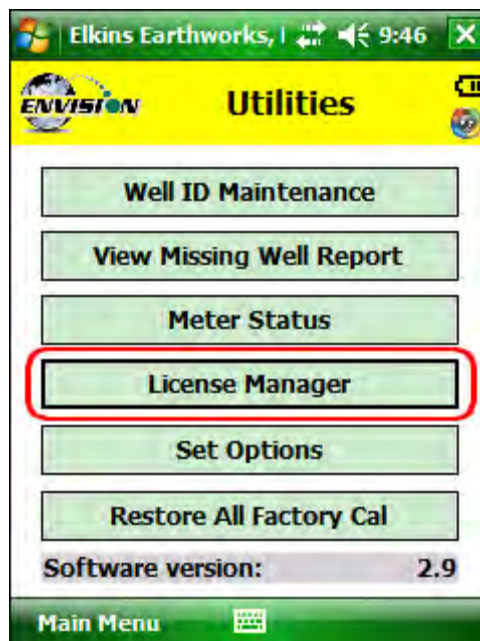 Elkins Earthworks, 9:46
ENVISION
Utilities
Well ID Maintenance
View Missing Well Report
Meter Status
License Manager
Set Options
Restore All Factory Cal
Software version: 2.9
Main Menu